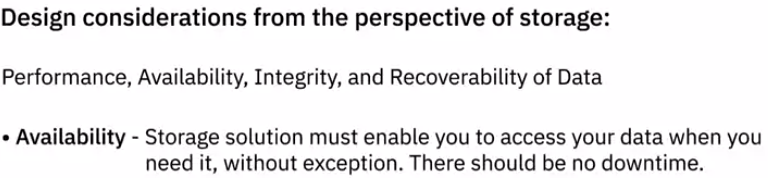 Design considerations from the perspective of storage:
Performance, Availability, Integrity, and Recoverability of Data
• Availability - Storage solution must enable you to access your data when you
need it, without exception. There should be no downtime.